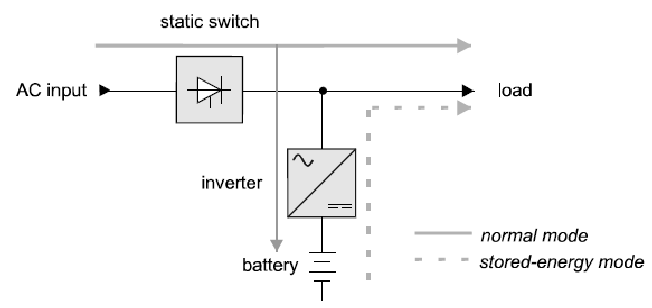 static switch
AC input
load
inverter
normal mode
battery
stored-energy mode